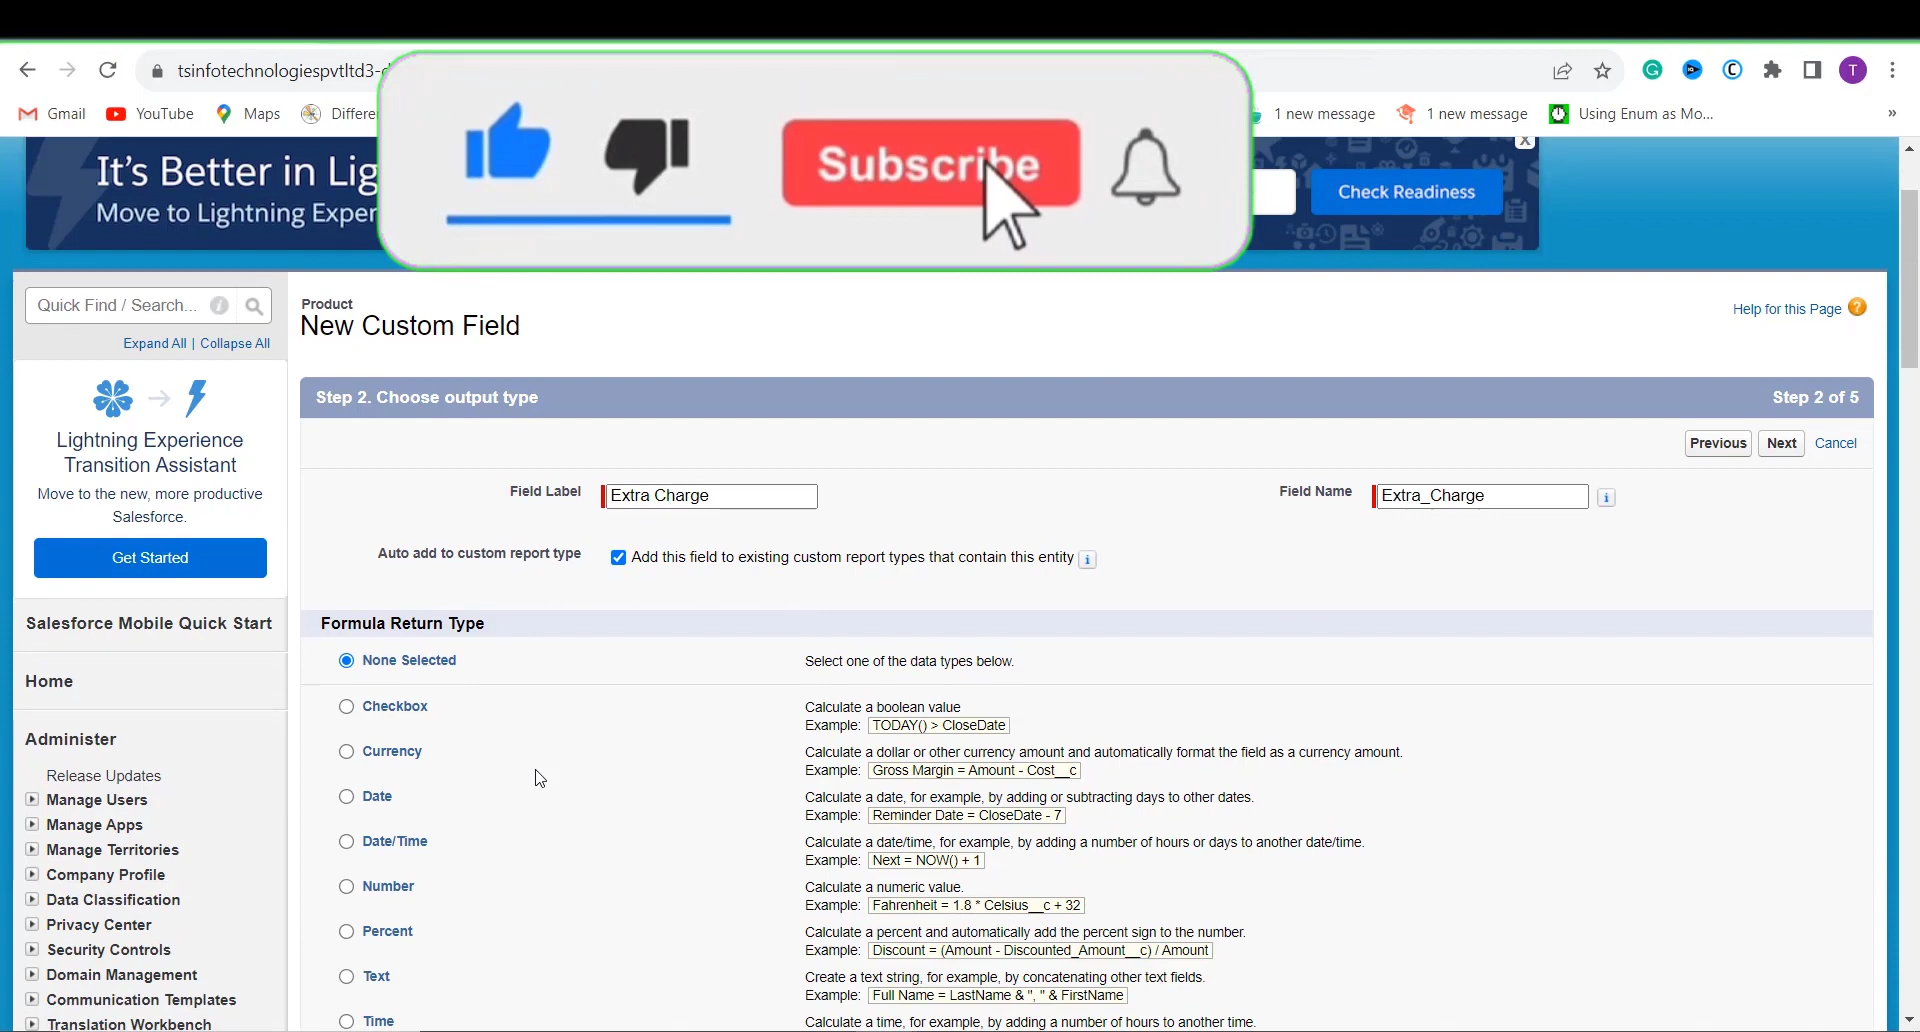 tsinfotechnologiespvtltd3-d
T
Gmail
YouTube
Maps
Differe
1 new message
1 new message
Using Enum as Mo...
»
It's Better in Lig
Move to Lightning Exper
Subscribe
X
Check Readiness
Quick Find / Search...
Expand All | Collapse All
Lightning Experience
Transition Assistant
Move to the new, more productive
Salesforce.
Get Started
Salesforce Mobile Quick Start
Home
Administer
Release Updates
Manage Users
Manage Apps
Manage Territories
Company Profile
Data Classification
Privacy Center
Security Controls
Domain Management
Communication Templates
Translation Workbench
Product
New Custom Field
Help for this Page ?
Step 2. Choose output type
Step 2 of 5
Previous
Next
Cancel
Field Label
Extra Charge
Field Name
Extra_Charge
i
Auto add to custom report type
Add this field to existing custom report types that contain this entity
i
Formula Return Type
None Selected
Select one of the data types below.
Checkbox
Calculate a boolean value
Example: TODAY() > CloseDate
Currency
Calculate a dollar or other currency amount and automatically format the field as a currency amount.
Example: Gross Margin = Amount - Cost__c
Date
Calculate a date, for example, by adding or subtracting days to other dates.
Example: Reminder Date = CloseDate - 7
Date/Time
Calculate a date/time, for example, by adding a number of hours or days to another date/time.
Example: Next = NOW() + 1
Number
Calculate a numeric value.
Example: Fahrenheit = 1.8 * Celsius__c + 32
Percent
Calculate a percent and automatically add the percent sign to the number.
Example: Discount = (Amount - Discounted_Amount__c) / Amount
Text
Create a text string, for example, by concatenating other text fields.
Example: Full Name = LastName & ", " & FirstName
Time
Calculate a time, for example, by adding a number of hours to another time.